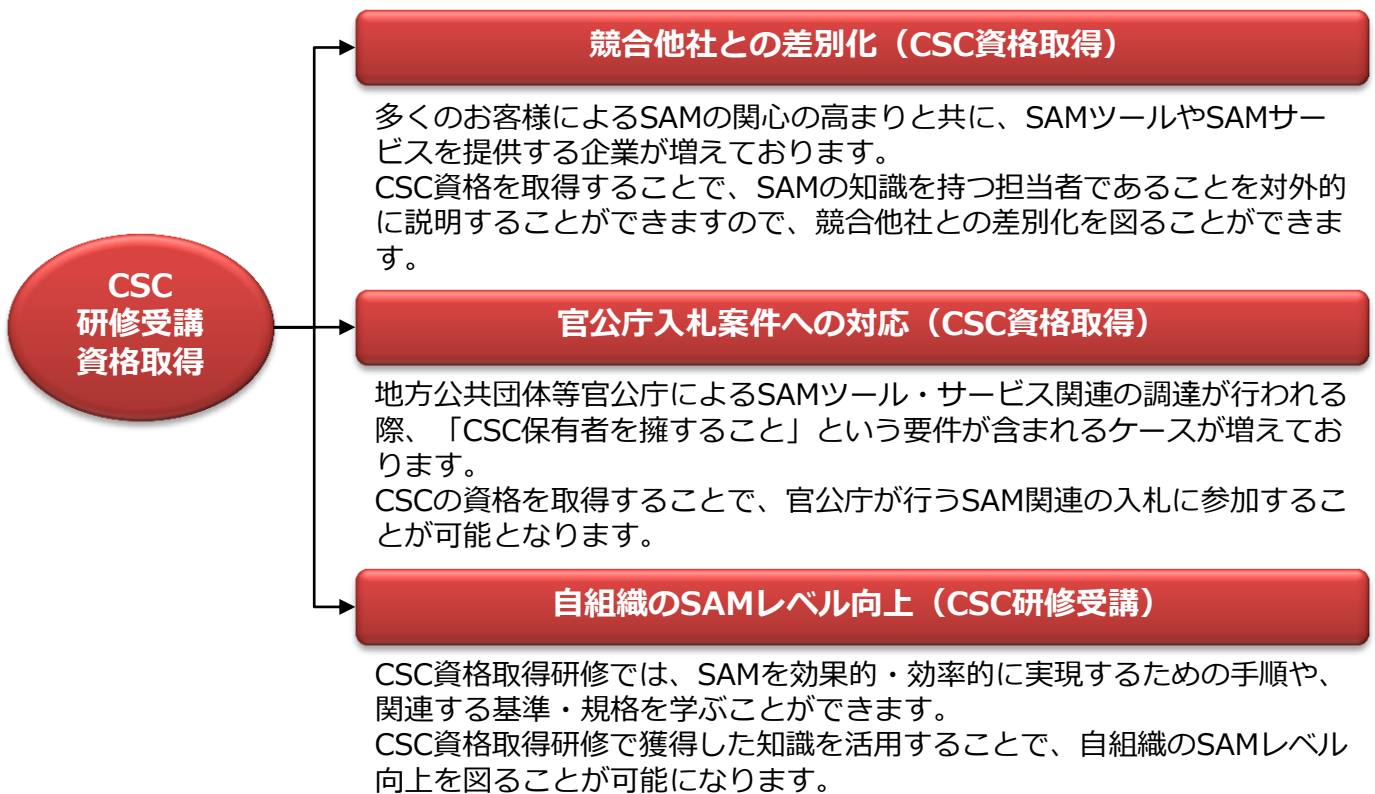 競合他社との差別化（CSC資格取得）
多くのお客様によるSAMの関心の高まりと共に、SAMツールやSAMサー
ビスを提供する企業が増えております。
CSC資格を取得することで、SAMの知識を持つ担当者であることを対外的
に説明することができますので、競合他社との差別化を図ることができま
す。
CSC
研修受講
資格取得
官公庁入札案件への対応（CSC資格取得）
地方公共団体等官公庁によるSAMツール・サービス関連の調達が行われる
際、「CSC保有者を擁すること」という要件が含まれるケースが増えてお
ります。
CSCの資格を取得することで、官公庁が行うSAM関連の入札に参加するこ
とが可能となります。
自組織のSAMレベル向上（CSC研修受講）
CSC資格取得研修では、SAMを効果的・効率的に実現するための手順や、
関連する基準・規格を学ぶことができます。
CSC資格取得研修で獲得した知識を活用することで、自組織のSAMレベル
向上を図ることが可能になります。